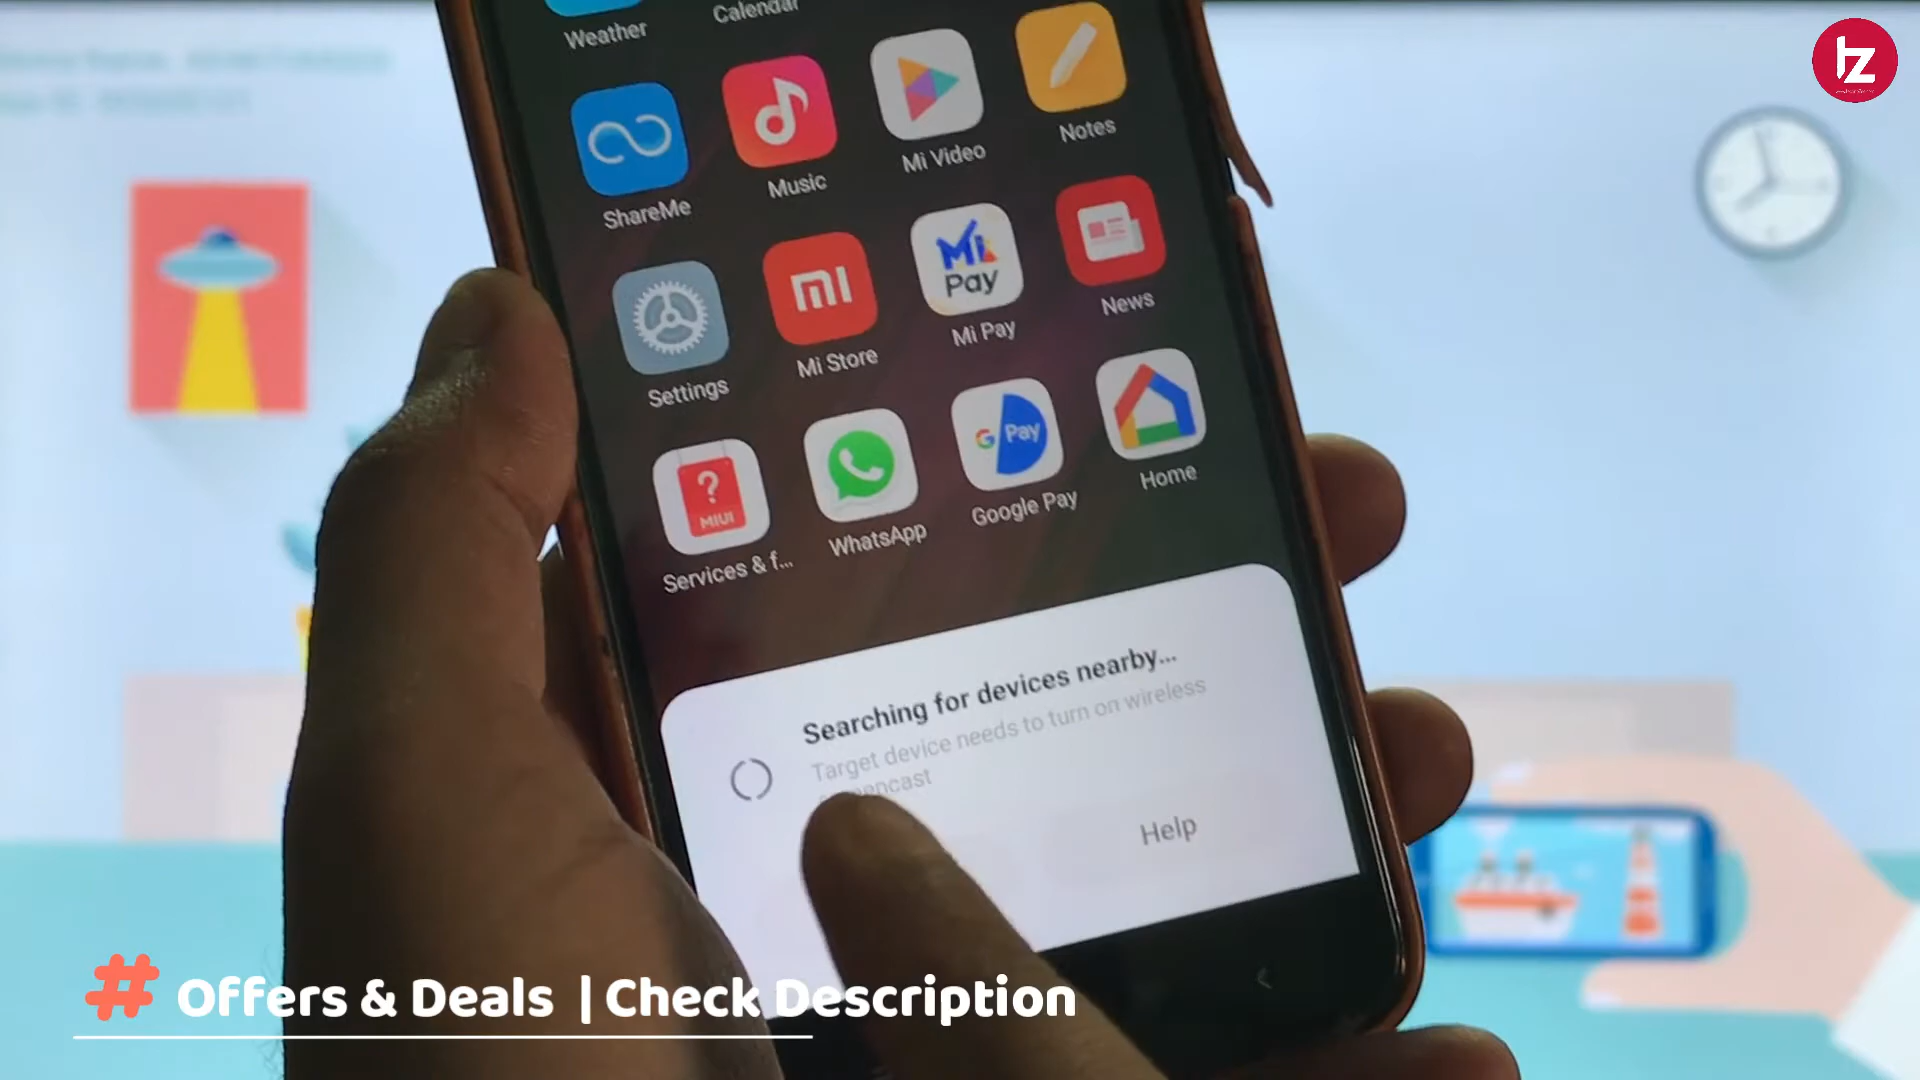 Weather
Calendar
ShareMe
Music
Mi Video
Notes
Settings
Mi Store
Mi
Pay
Mi Pay
News
?
MIUI
Services & f...
WhatsApp
G Pay
Google Pay
Home
Searching for devices nearby...
Target device needs to turn on wireless
Help
# Offers & Deals | Check Description